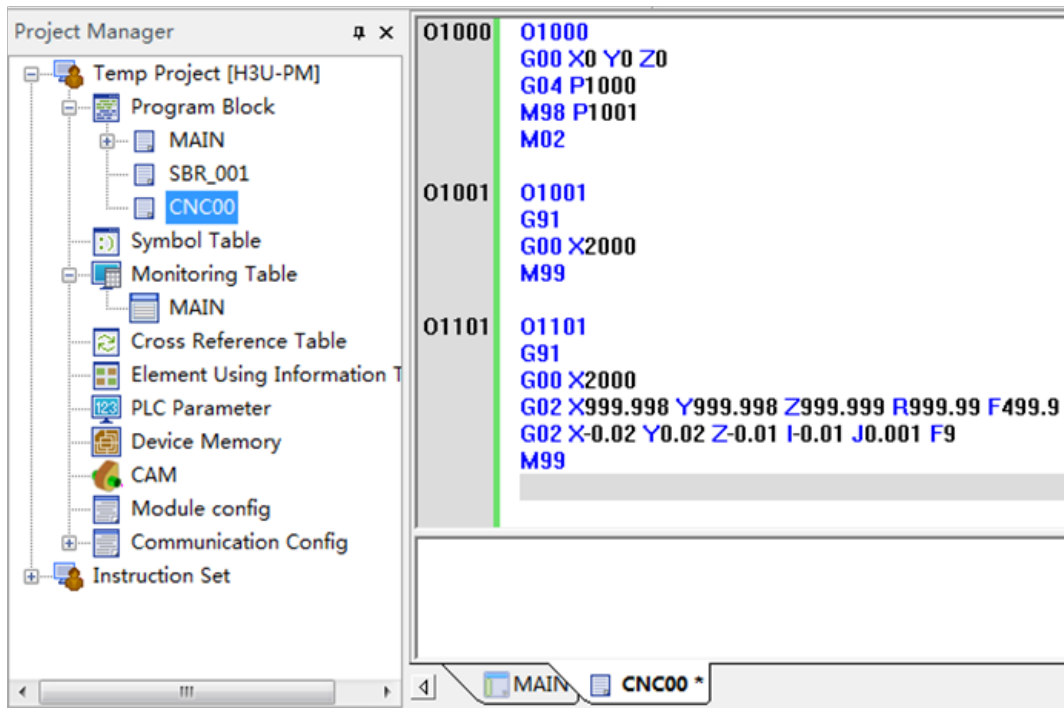 Project Manager
Temp Project [H3U-PM]
Program Block
MAIN
SBR_001
CNC00
Symbol Table
Monitoring Table
MAIN
Cross Reference Table
Element Using Information T
PLC Parameter
Device Memory
CAM
Module config
Communication Config
Instruction Set
O1000
O1000
G00 X0 Y0 Z0
G04 P1000
M98 P1001
M02
O1001
O1001
G91
G00 X2000
M99
O1101
O1101
G91
G00 X2000
G02 X999.998 Y999.998 Z999.999 R999.99 F499.9
G02 X-0.02 Y0.02 Z-0.01 I-0.01 J0.001 F9
M99
MAIN
CNC00 *